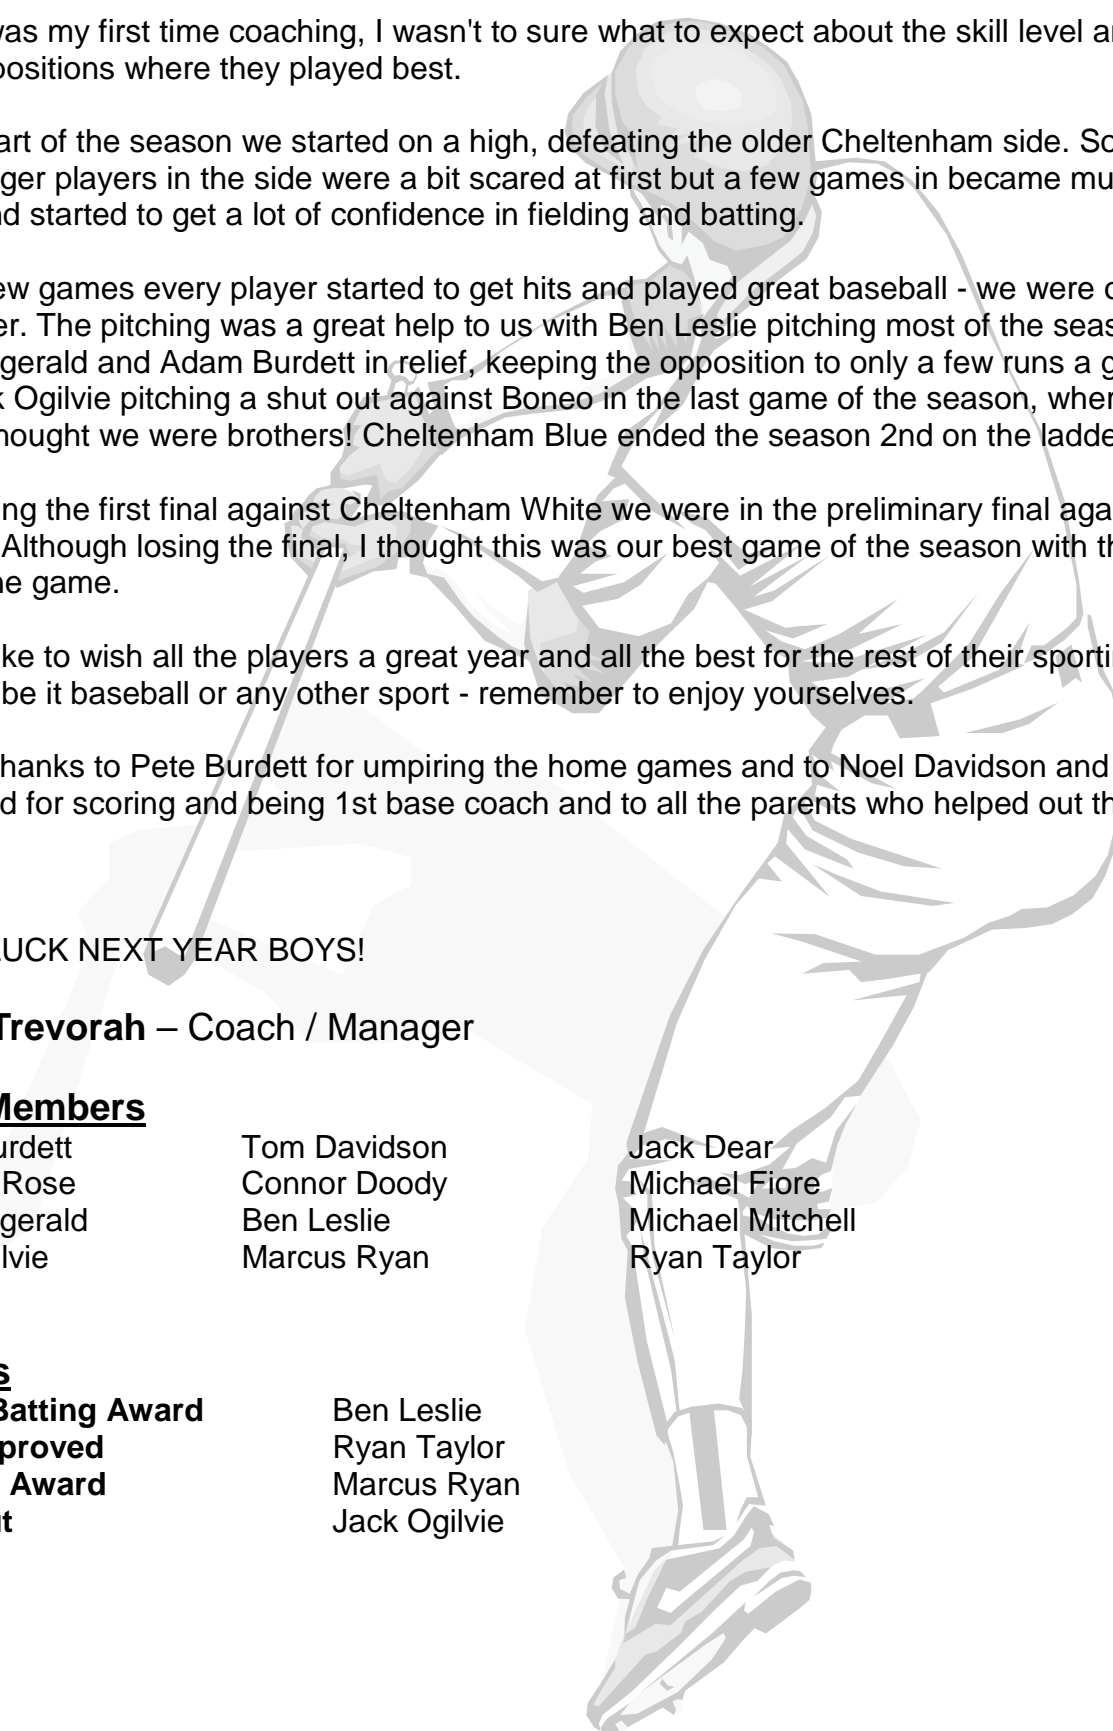 was my first time coaching, I wasn't to sure what to expect about the skill level
positions where they played best.
art of the season we started on a high, defeating the older Cheltenham side.
ger players in the side were a bit scared at first but a few games in became
nd started to get a lot of confidence in fielding and batting.
ew games every player started to get hits and played great baseball - we were
er. The pitching was a great help to us with Ben Leslie pitching most of the
gerald and Adam Burdett in relief, keeping the opposition to only a few runs a
k Ogilvie pitching a shut out against Boneo in the last game of the season,
hought we were brothers! Cheltenham Blue ended the season 2nd on the
ng the first final against Cheltenham White we were in the preliminary final
Although losing the final, I thought this was our best game of the season with
he game.
ke to wish all the players a great year and all the best for the rest of their
be it baseball or any other sport - remember to enjoy yourselves.
hanks to Pete Burdett for umpiring the home games and to Noel Davidson and
d for scoring and being 1st base coach and to all the parents who helped out
LUCK NEXT YEAR BOYS!
Trevorah – Coach / Manager
Members
urdett Tom Davidson Jack Dear
Rose Connor Doody Michael Fiore
gerald Ben Leslie Michael Mitchell
lvie Marcus Ryan Ryan Taylor
s
Batting Award Ben Leslie
proved Ryan Taylor
Award Marcus Ryan
Jack Ogilvie